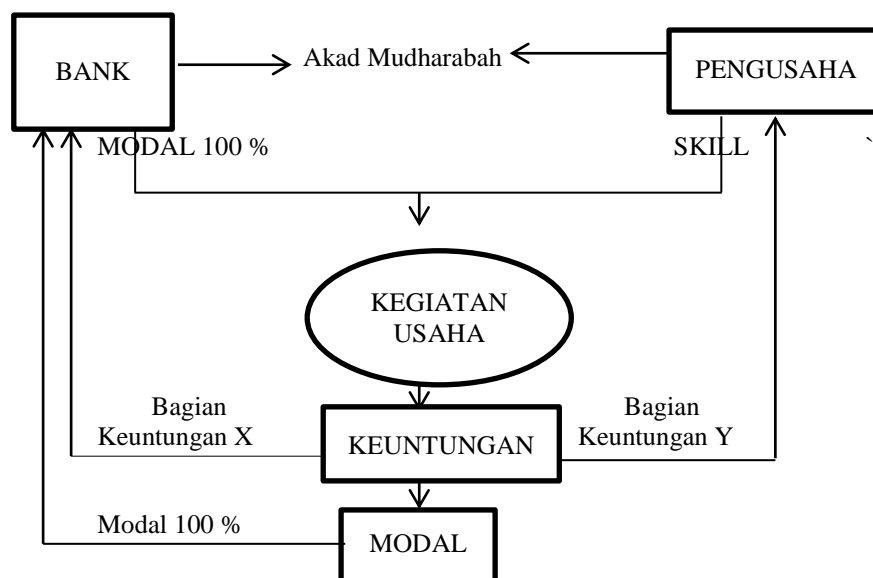 BANK
Akad Mudharabah
PENGUSAHA
MODAL 100 %
SKILL
`
KEGIATAN
USAHA
Bagian
Keuntungan X
KEUNTUNGAN
Bagian
Keuntungan Y
Modal 100 %
MODAL